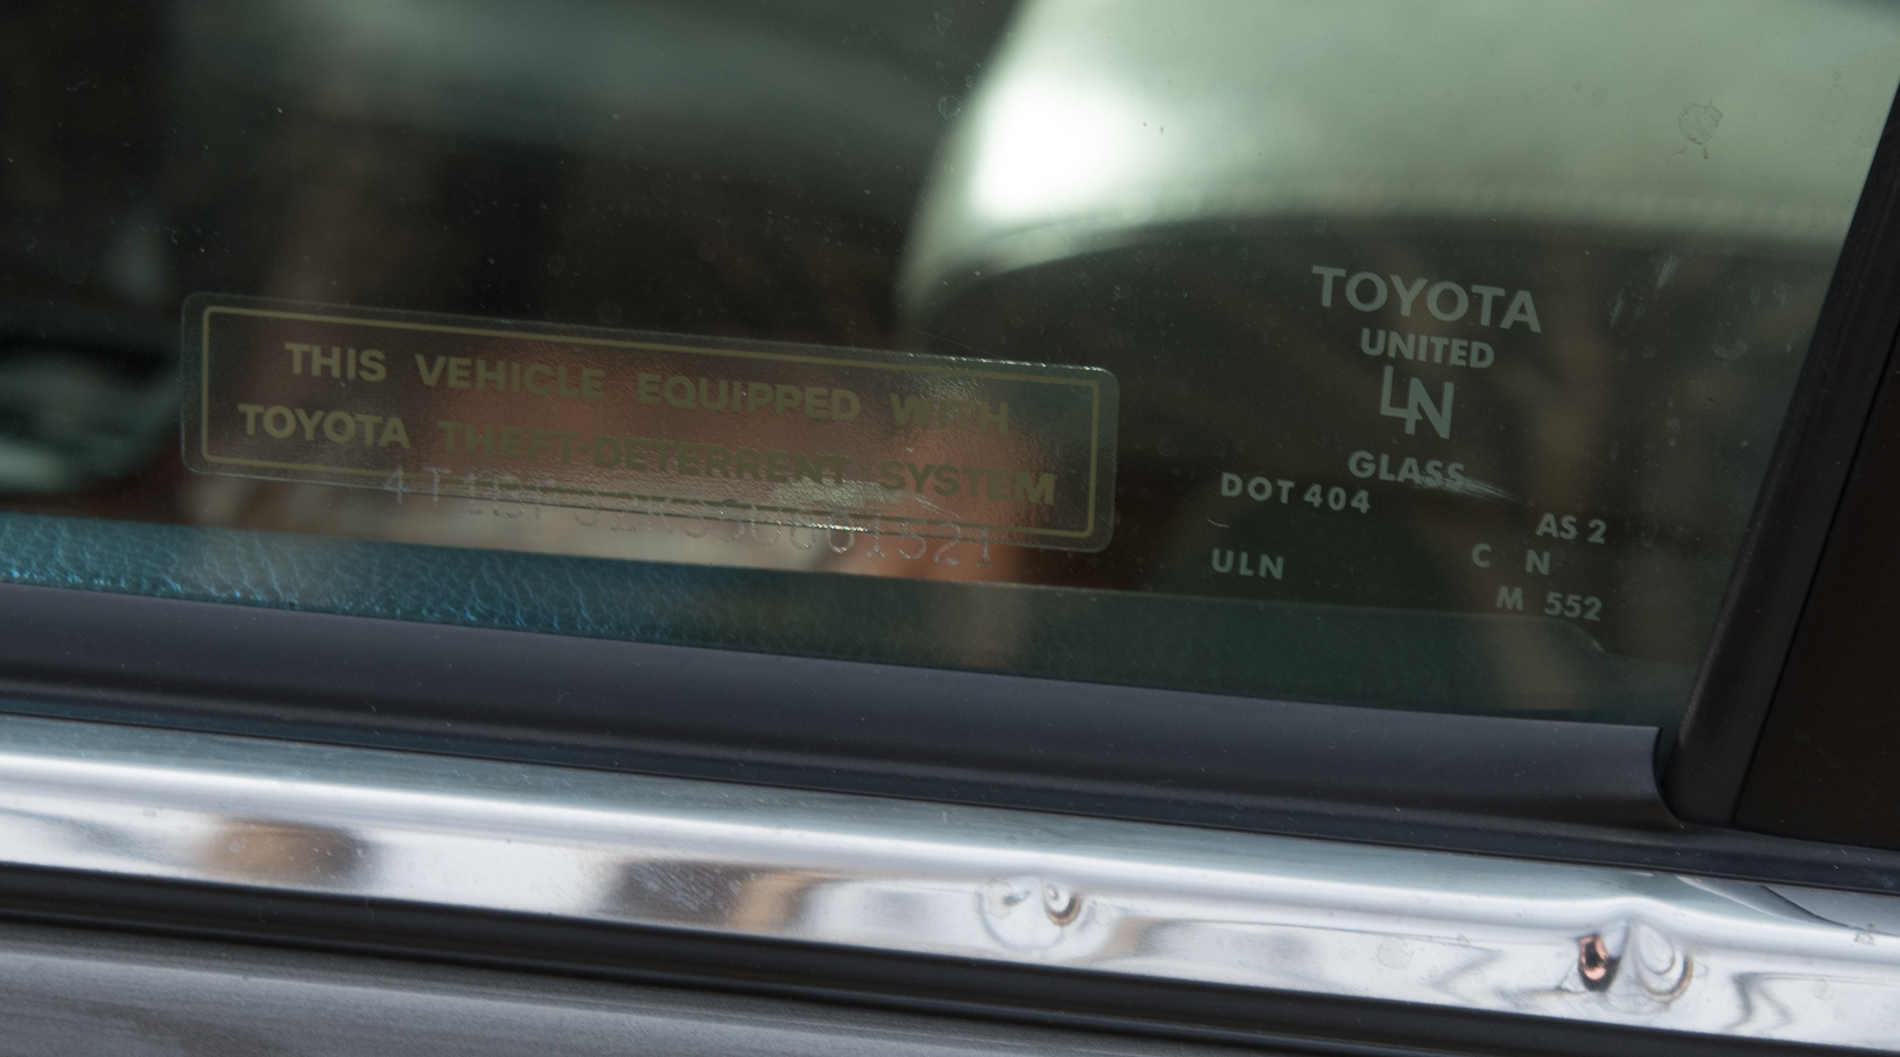 THIS VEHICLE EQUIPPED WITH
TOYOTA THEFT-DETERRENT SYSTEM
TOYOTA
UNITED
LN
GLASS
DOT 404
AS 2
C N
ULN
M 552